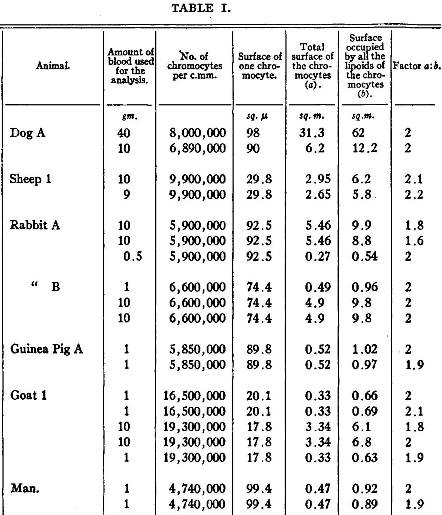 TABLE I.
Animal. Amount of blood used for the analysis. No. of chromocytes per c.mm. Surface of one chromocyte. Total surface of the chromocytes (a). Surface occupied by all the lipoids of the chromocytes (b). Factor a:b.
gm. sq. μ sq. m. sq. m.
Dog A 40 8,000,000 98 31.3 62 2
10 6,890,000 90 6.2 12.2 2
Sheep 1 10 9,900,000 29.8 2.95 6.2 2.1
9 9,900,000 29.8 2.65 5.8 2.2
Rabbit A 10 5,900,000 92.5 5.46 9.9 1.8
10 5,900,000 92.5 5.46 8.8 1.6
0.5 5,900,000 92.5 0.27 0.54 2
“ B 1 6,600,000 74.4 0.49 0.96 2
10 6,600,000 74.4 4.9 9.8 2
10 6,600,000 74.4 4.9 9.8 2
Guinea Pig A 1 5,850,000 89.8 0.52 1.02 2
1 5,850,000 89.8 0.52 0.97 1.9
Goat 1 1 16,500,000 20.1 0.33 0.66 2
1 16,500,000 20.1 0.33 0.69 2.1
10 19,300,000 17.8 3.34 6.1 1.8
10 19,300,000 17.8 3.34 6.8 2
1 19,300,000 17.8 0.33 0.63 1.9
Man. 1 4,740,000 99.4 0.47 0.92 2
1 4,740,000 99.4 0.47 0.89 1.9